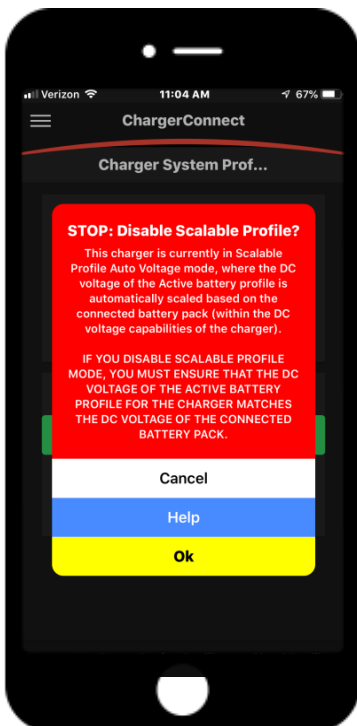 Verizon 11:04 AM 67%
ChargerConnect
Charger System Prof...
STOP: Disable Scalable Profile?
This charger is currently in Scalable
Profile Auto Voltage mode, where the DC
voltage of the Active battery profile is
automatically scaled based on the
connected battery pack (within the DC
voltage capabilities of the charger).
IF YOU DISABLE SCALABLE PROFILE
MODE, YOU MUST ENSURE THAT THE DC
VOLTAGE OF THE ACTIVE BATTERY
PROFILE FOR THE CHARGER MATCHES
THE DC VOLTAGE OF THE CONNECTED
BATTERY PACK.
Cancel
Help
Ok